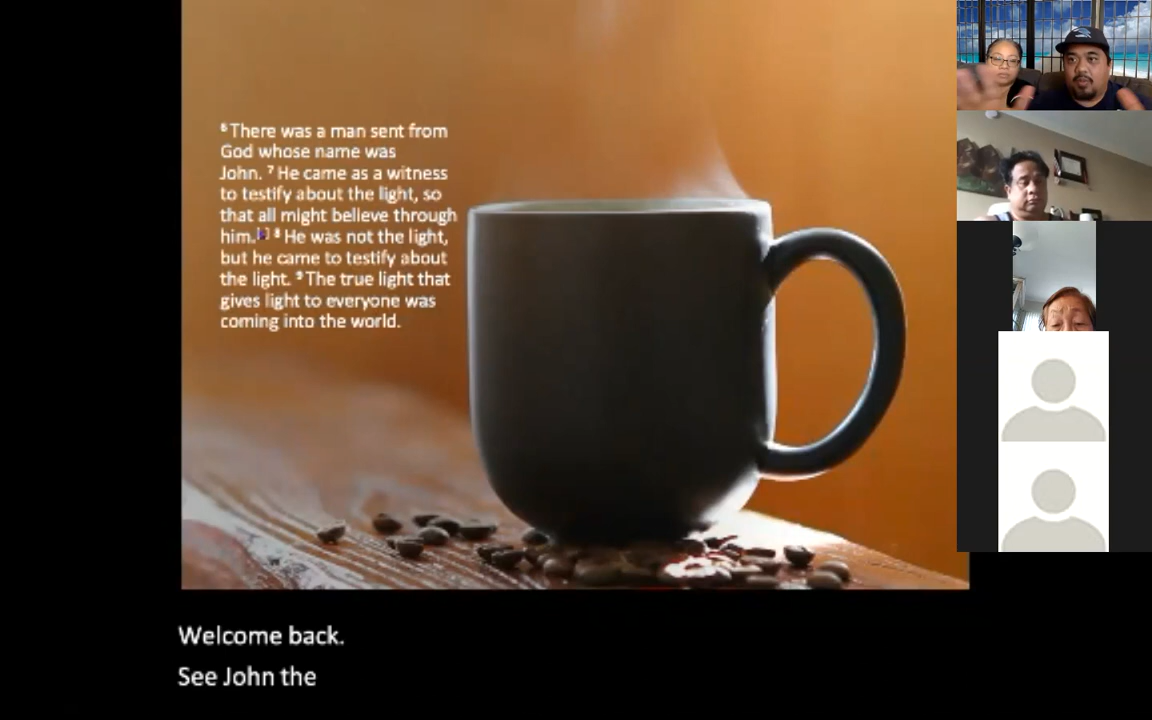 ⁶ There was a man sent from
God whose name was
John. ⁷ He came as a witness
to testify about the light, so
that all might believe through
him. ⁸ He was not the light,
but he came to testify about
the light. ⁹ The true light that
gives light to everyone was
coming into the world.
Welcome back.
See John the